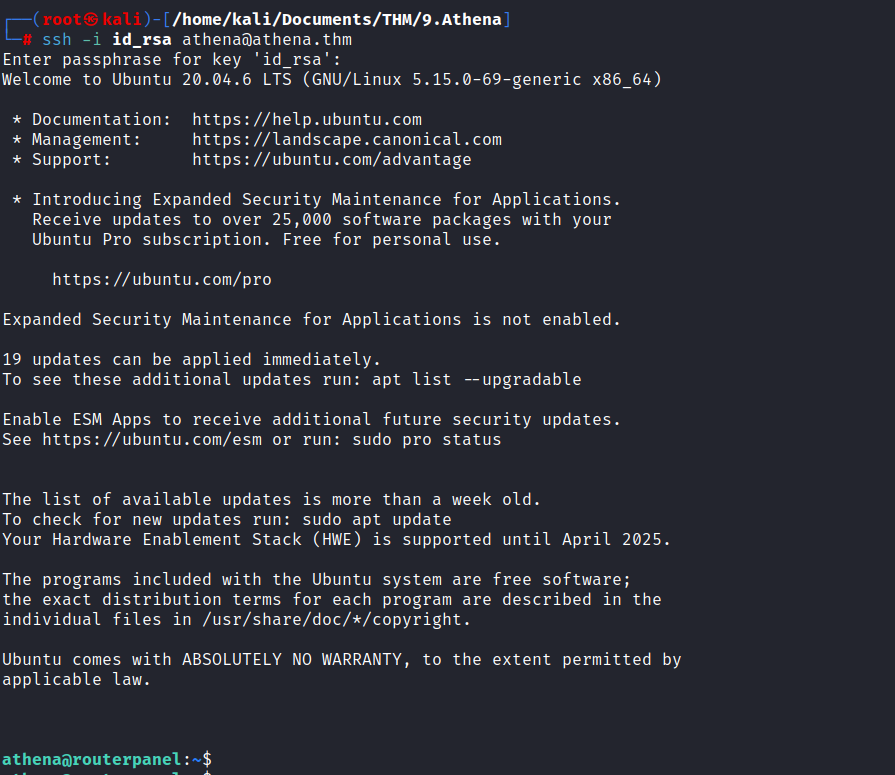 ┌──(root㉿kali)-[/home/kali/Documents/THM/9.Athena]
└─# ssh -i id_rsa athena@athena.thm
Enter passphrase for key 'id_rsa':
Welcome to Ubuntu 20.04.6 LTS (GNU/Linux 5.15.0-69-generic x86_64)
* Documentation:  https://help.ubuntu.com
* Management:     https://landscape.canonical.com
* Support:        https://ubuntu.com/advantage
* Introducing Expanded Security Maintenance for Applications.
Receive updates to over 25,000 software packages with your
Ubuntu Pro subscription. Free for personal use.
https://ubuntu.com/pro
Expanded Security Maintenance for Applications is not enabled.
19 updates can be applied immediately.
To see these additional updates run: apt list --upgradable
Enable ESM Apps to receive additional future security updates.
See https://ubuntu.com/esm or run: sudo pro status
The list of available updates is more than a week old.
To check for new updates run: sudo apt update
Your Hardware Enablement Stack (HWE) is supported until April 2025.
The programs included with the Ubuntu system are free software;
the exact distribution terms for each program are described in the
individual files in /usr/share/doc/*/copyright.
Ubuntu comes with ABSOLUTELY NO WARRANTY, to the extent permitted by
applicable law.
athena@routerpanel:~$